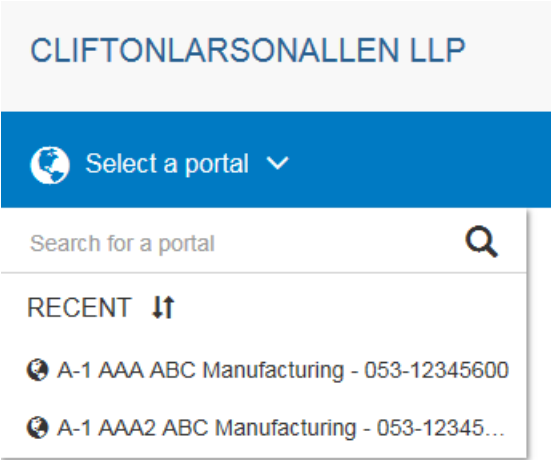 CLIFTONLARSONALLEN LLP
Select a portal
Search for a portal
RECENT
A-1 AAA ABC Manufacturing - 053-12345600
A-1 AAA2 ABC Manufacturing - 053-12345...